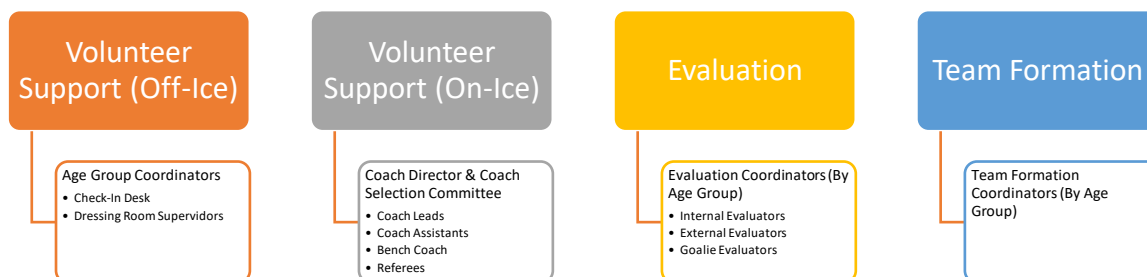 Volunteer
Support (Off-Ice)
Volunteer
Support (On-Ice)
Evaluation
Team Formation
Age Group Coordinators
• Check-In Desk
• Dressing Room Supervidors
Coach Director & Coach
Selection Committee
• Coach Leads
• Coach Assistants
• Bench Coach
• Referees
Evaluation Coordinators (By
Age Group)
• Internal Evaluators
• External Evaluators
• Goalie Evaluators
Team Formation
Coordinators (By Age
Group)